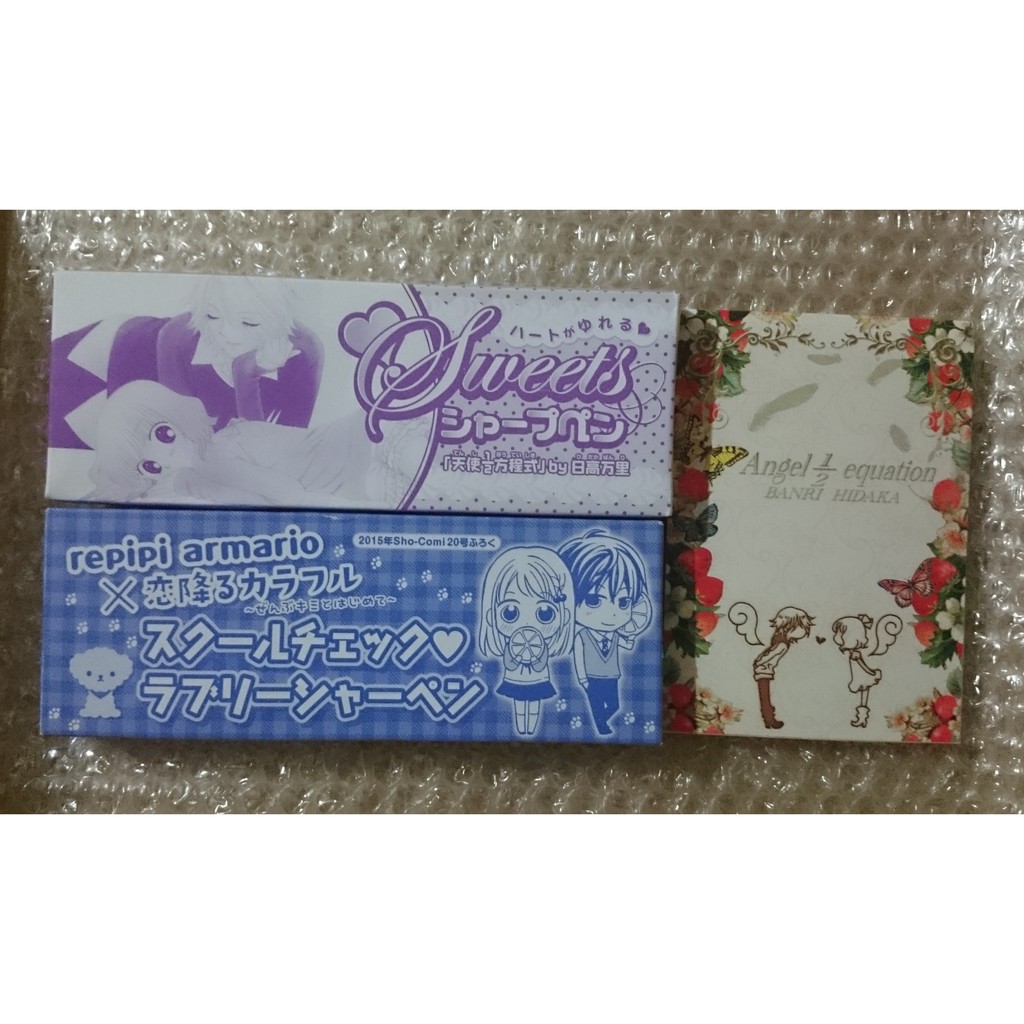 ハートがゆれる♥
Sweets
シャープペン
「天使1/2方程式」by 日高万里
repipi armario
2015年Sho-Comi 20号ふろく
×恋降るカラフル
~ぜんぶキミとはじめて~
スクールチェック♥
ラブリーシャーペン
Angel 1/2 equation
BANRI HIDAKA